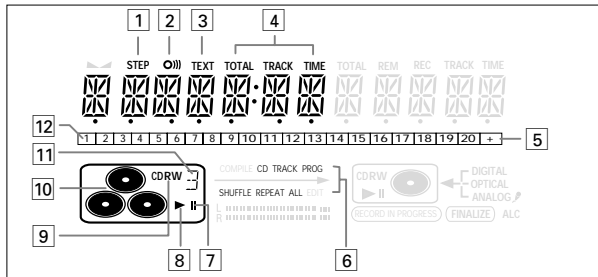 1 2 3 4
STEP TEXT TOTAL TRACK TIME TOTAL REM REC TRACK TIME
12 1 2 3 4 5 6 7 8 9 10 11 12 13 14 15 16 17 18 19 20 + 5
11
10 CDRW COMPILE CD TRACK PROG CDRW DIGITAL
OPTICAL
SHUFFLE REPEAT ALL EDIT ANALOG
L
R RECORD IN PROGRESS FINALIZE ALC
9 8 7 6